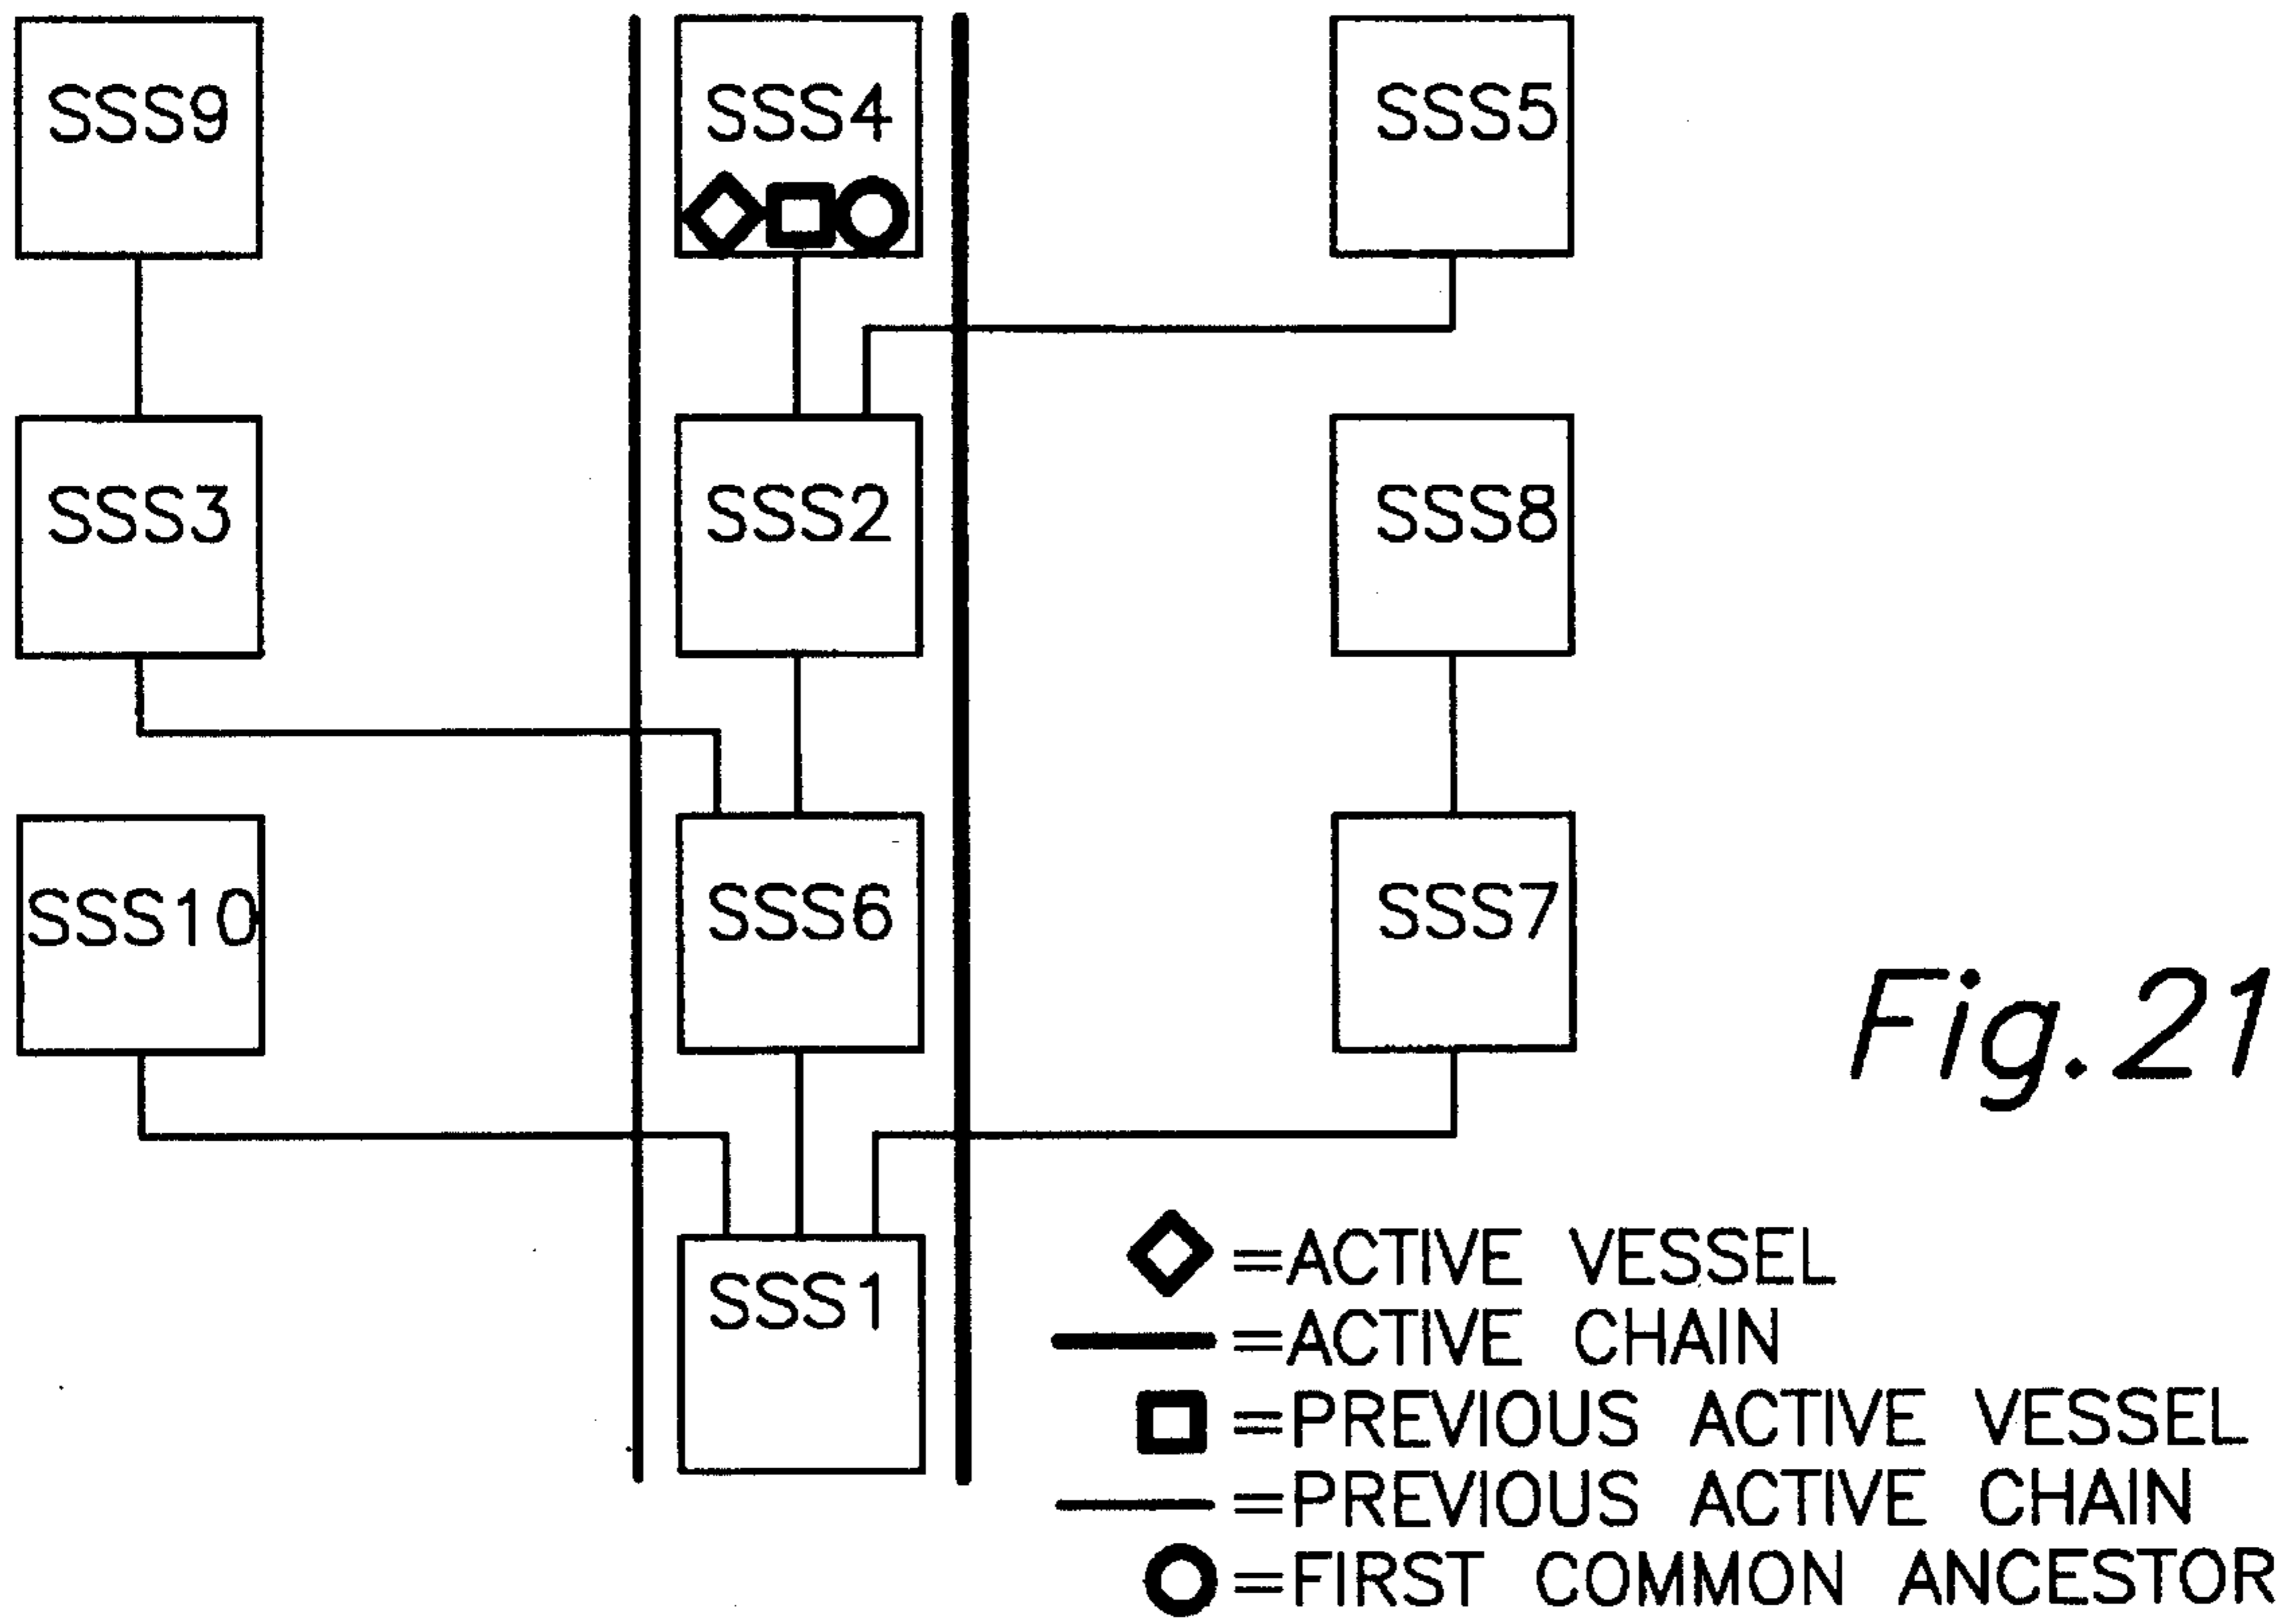 SSS9
SSS4
SSS5
SSS3
SSS2
SSS8
SSS10
SSS6
SSS7
Fig.21
SSS1
=ACTIVE VESSEL
=ACTIVE CHAIN
=PREVIOUS ACTIVE VESSEL
=PREVIOUS ACTIVE CHAIN
=FIRST COMMON ANCESTOR